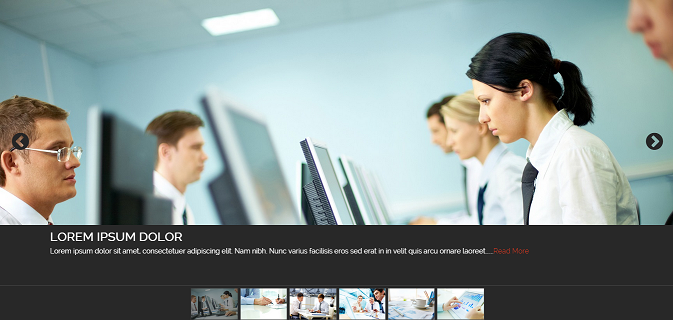 LOREM IPSUM DOLOR
Lorem ipsum dolor sit amet, consectetuer adipiscing elit. Nam nibh. Nunc varius facilisis eros sed erat in in velit quis arcu ornare laoreet.....Read More..